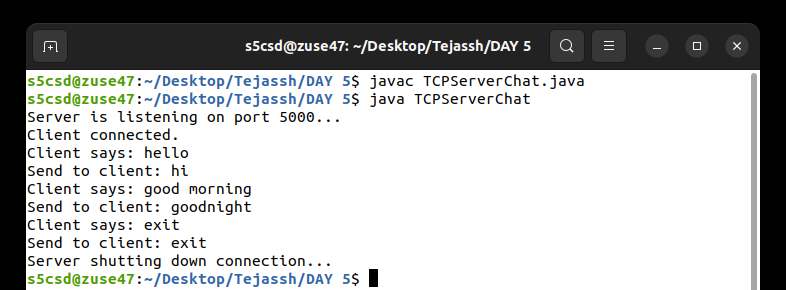 s5csd@zuse47: ~/Desktop/Tejassh/DAY 5
s5csd@zuse47:~/Desktop/Tejassh/DAY 5$ javac TCPServerChat.java
s5csd@zuse47:~/Desktop/Tejassh/DAY 5$ java TCPServerChat
Server is listening on port 5000...
Client connected.
Client says: hello
Send to client: hi
Client says: good morning
Send to client: goodnight
Client says: exit
Send to client: exit
Server shutting down connection...
s5csd@zuse47:~/Desktop/Tejassh/DAY 5$